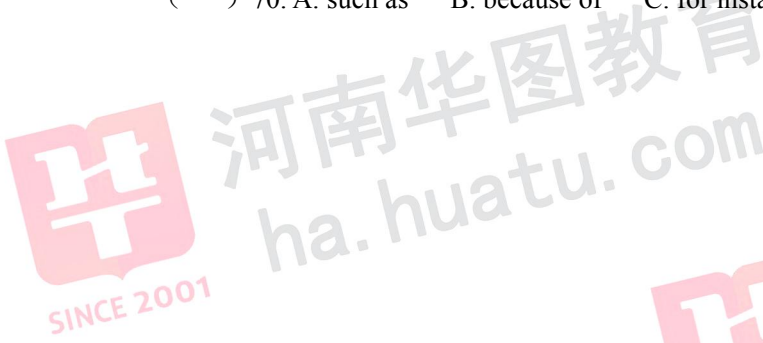 （ ）70. A. such as B. because of C. for insta
河南华图教育
ha.huatu.com
SINCE 2001